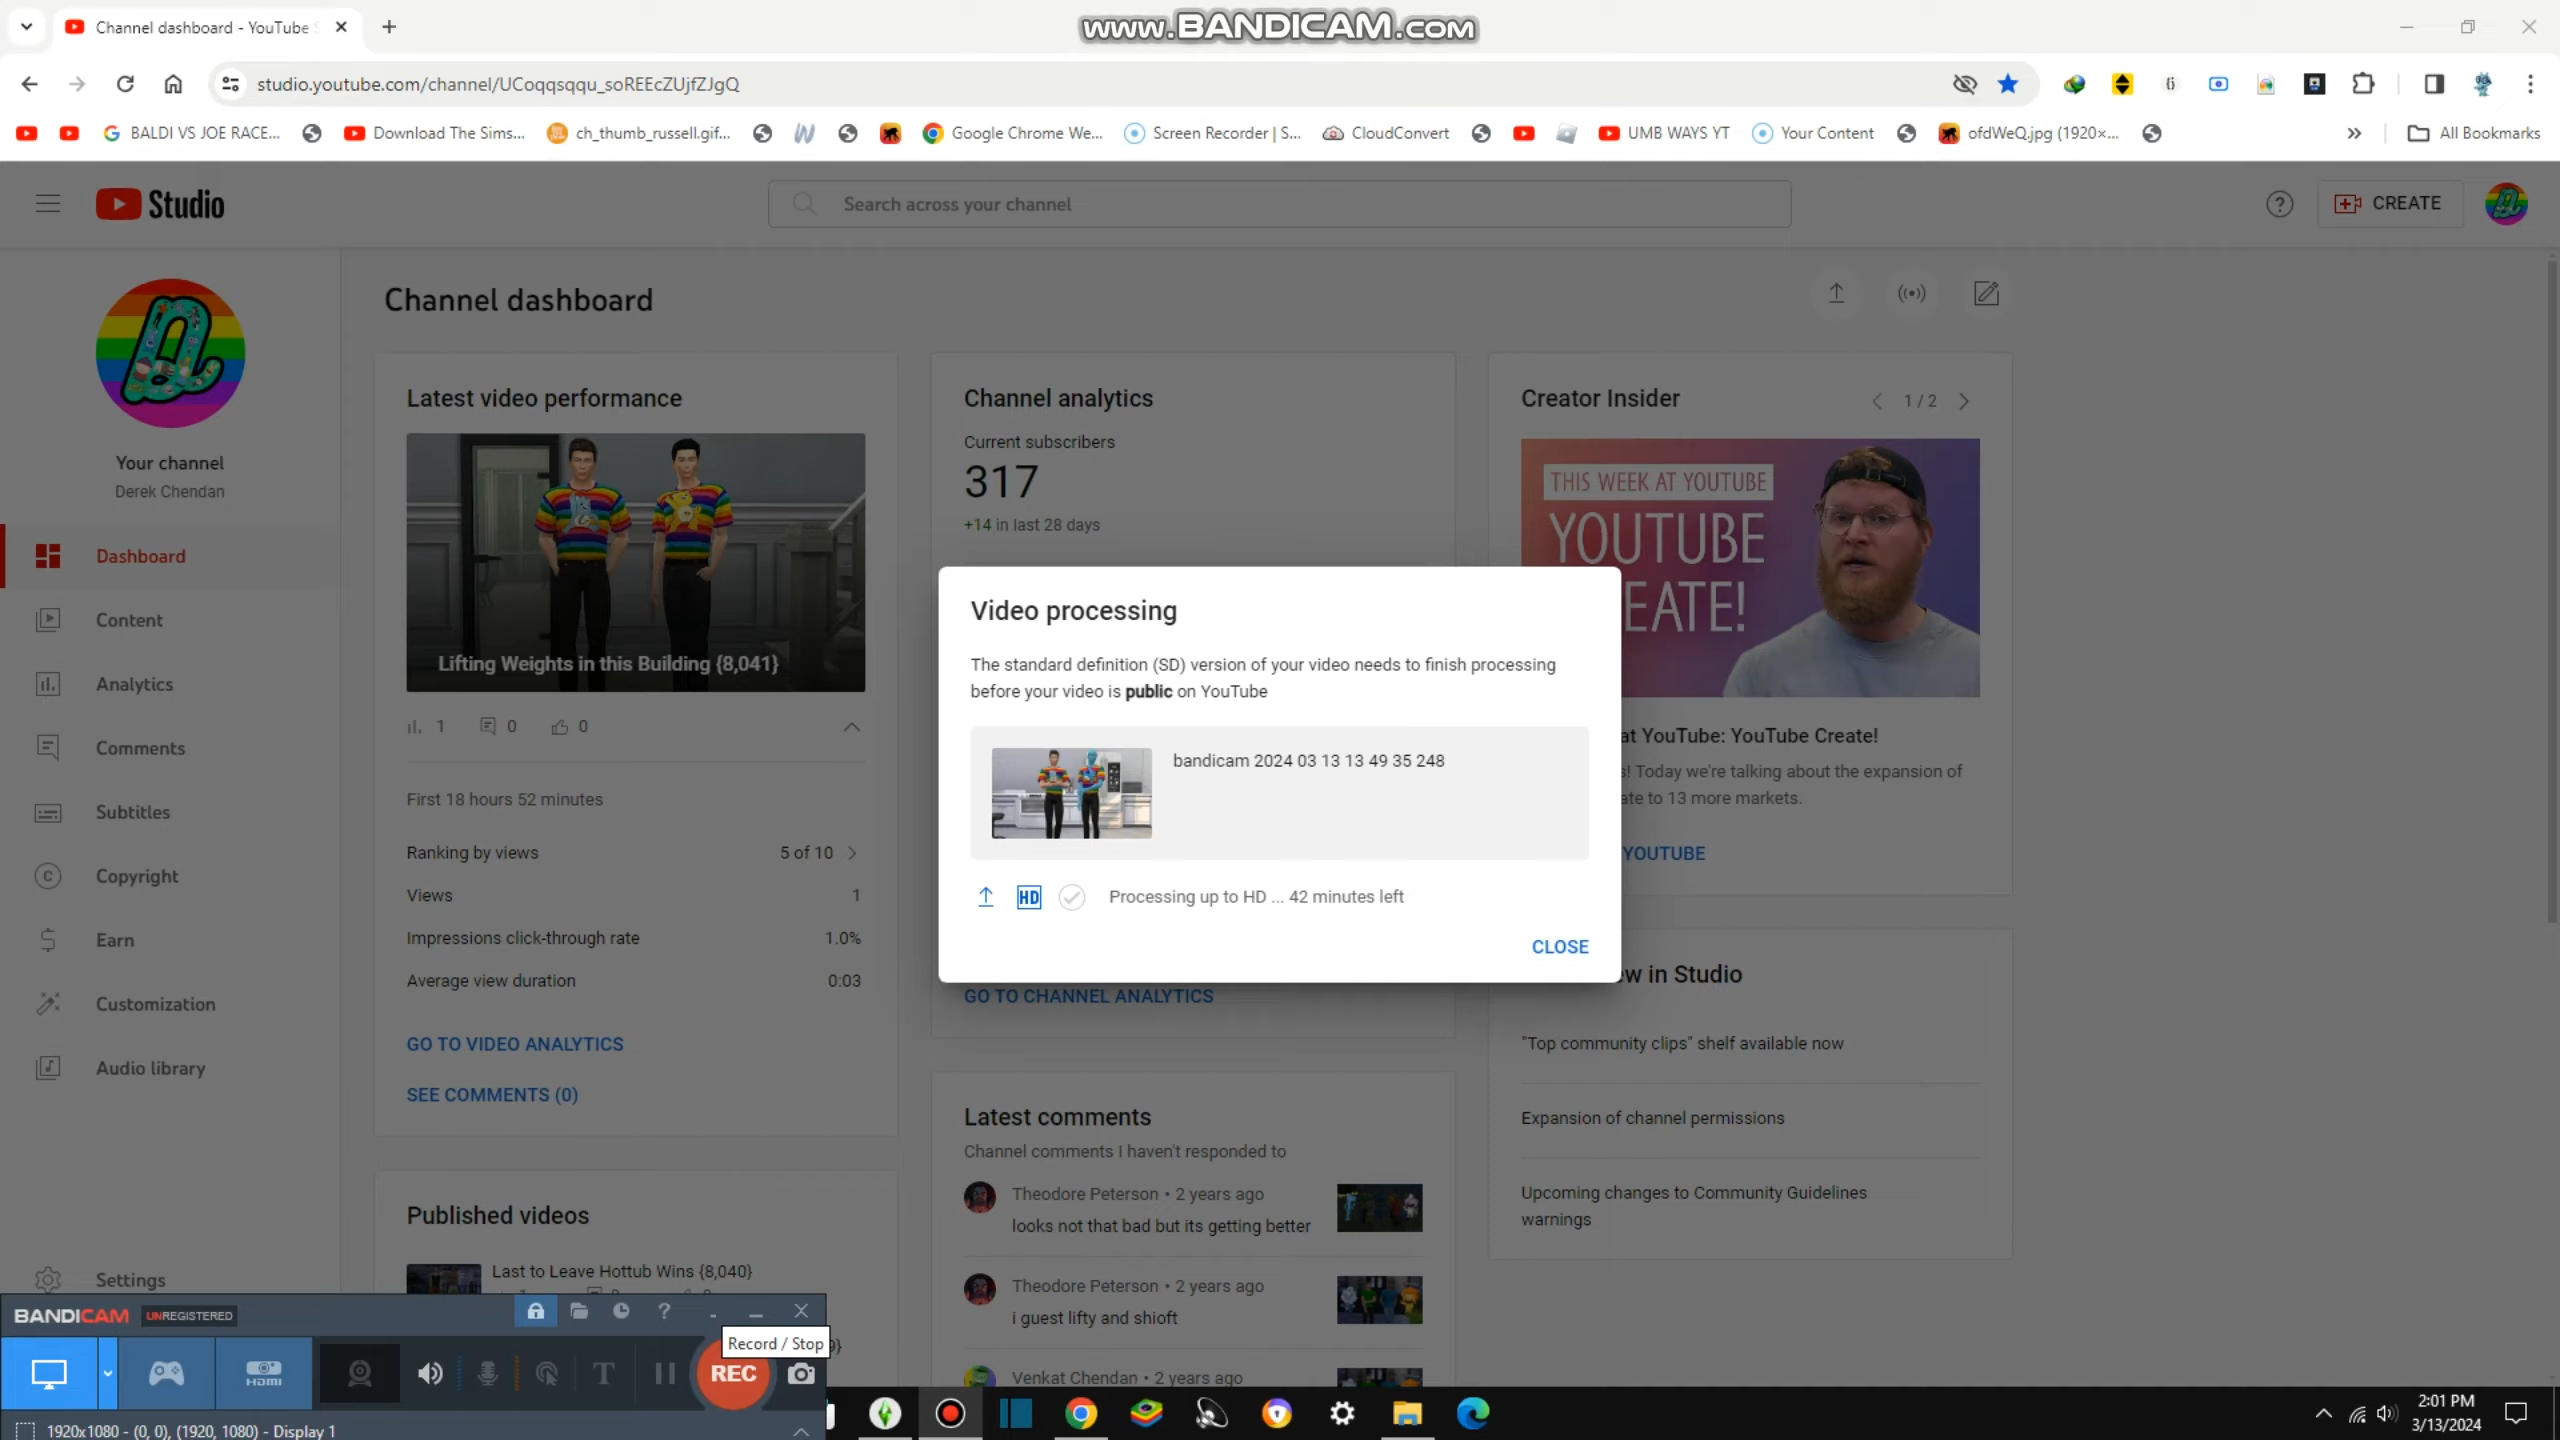 Channel dashboard - YouTube S
www.BANDICAM.com
studio.youtube.com/channel/UCoqqsqqu_soREEcZUjfZJgQ
BALDI VS JOE RACE...
Download The Sims...
ch_thumb_russell.gif...
Google Chrome We...
Screen Recorder | S...
CloudConvert
UMB WAYS YT
Your Content
ofdWeQ.jpg (1920×...
All Bookmarks
Studio
Search across your channel
CREATE
Your channel
Derek Chendan
Dashboard
Content
Analytics
Comments
Subtitles
Copyright
Earn
Customization
Audio library
Settings
Channel dashboard
Latest video performance
Lifting Weights in this Building {8,041}
1 0 0
First 18 hours 52 minutes
Ranking by views 5 of 10
Views 1
Impressions click-through rate 1.0%
Average view duration 0:03
GO TO VIDEO ANALYTICS
SEE COMMENTS (0)
Published videos
Last to Leave Hottub Wins {8,040}
Channel analytics
Current subscribers
317
+14 in last 28 days
GO TO CHANNEL ANALYTICS
Video processing
The standard definition (SD) version of your video needs to finish processing
before your video is public on YouTube
bandicam 2024 03 13 13 49 35 248
HD
Processing up to HD ... 42 minutes left
CLOSE
Latest comments
Channel comments I haven't responded to
Theodore Peterson • 2 years ago
looks not that bad but its getting better
Theodore Peterson • 2 years ago
i guest lifty and shioft
Venkat Chendan • 2 years ago
Creator Insider
1 / 2
THIS WEEK AT YOUTUBE
YOUTUBE
EATE!
at YouTube: YouTube Create!
s! Today we're talking about the expansion of
ate to 13 more markets.
YOUTUBE
w in Studio
"Top community clips" shelf available now
Expansion of channel permissions
Upcoming changes to Community Guidelines
warnings
BANDICAM UNREGISTERED
Record / Stop
HDMI
REC
1920x1080 - (0, 0), (1920, 1080) - Display 1
2:01 PM
3/13/2024